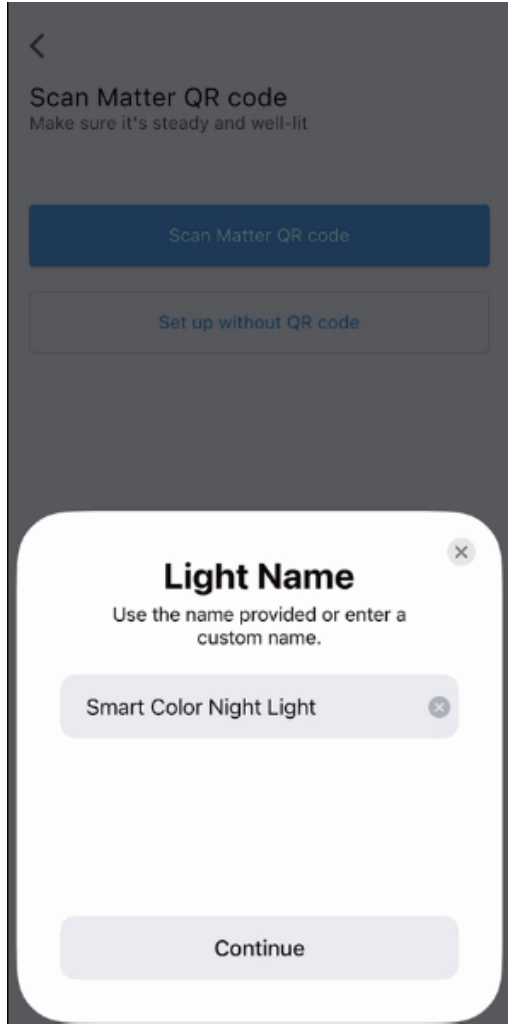 Scan Matter QR code
Make sure it's steady and well-lit
Scan Matter QR code
Set up without QR code
Light Name
Use the name provided or enter a
custom name.
Smart Color Night Light
Continue